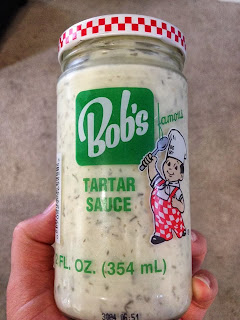 Bob's
famous
TARTAR
SAUCE
FL. OZ. (354 mL)